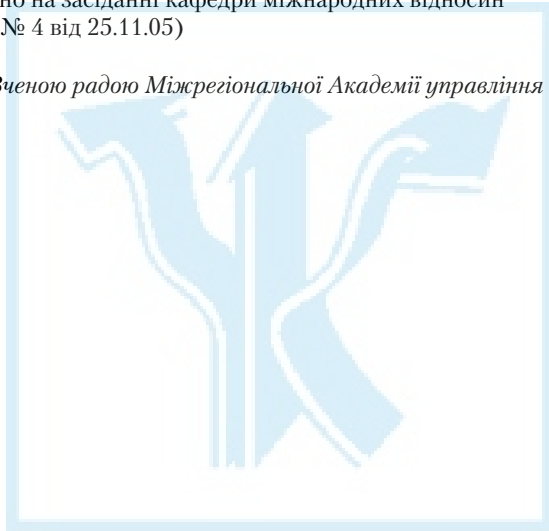 но на засіданні кафедри міжнародних відносин
№ 4 від 25.11.05)
Вченою радою Міжрегіональної Академії управління